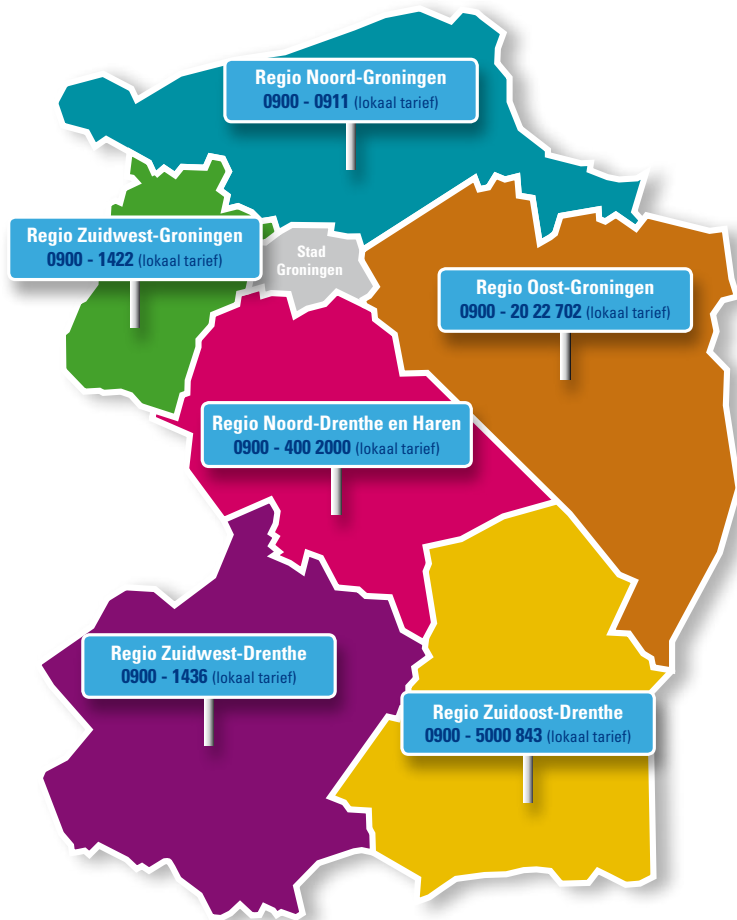 Regio Noord-Groningen
0900 - 0911 (lokaal tarief)
Regio Zuidwest-Groningen
0900 - 1422 (lokaal tarief)
Stad
Groningen
Regio Oost-Groningen
0900 - 20 22 702 (lokaal tarief)
Regio Noord-Drenthe en Haren
0900 - 400 2000 (lokaal tarief)
Regio Zuidwest-Drenthe
0900 - 1436 (lokaal tarief)
Regio Zuidoost-Drenthe
0900 - 5000 843 (lokaal tarief)